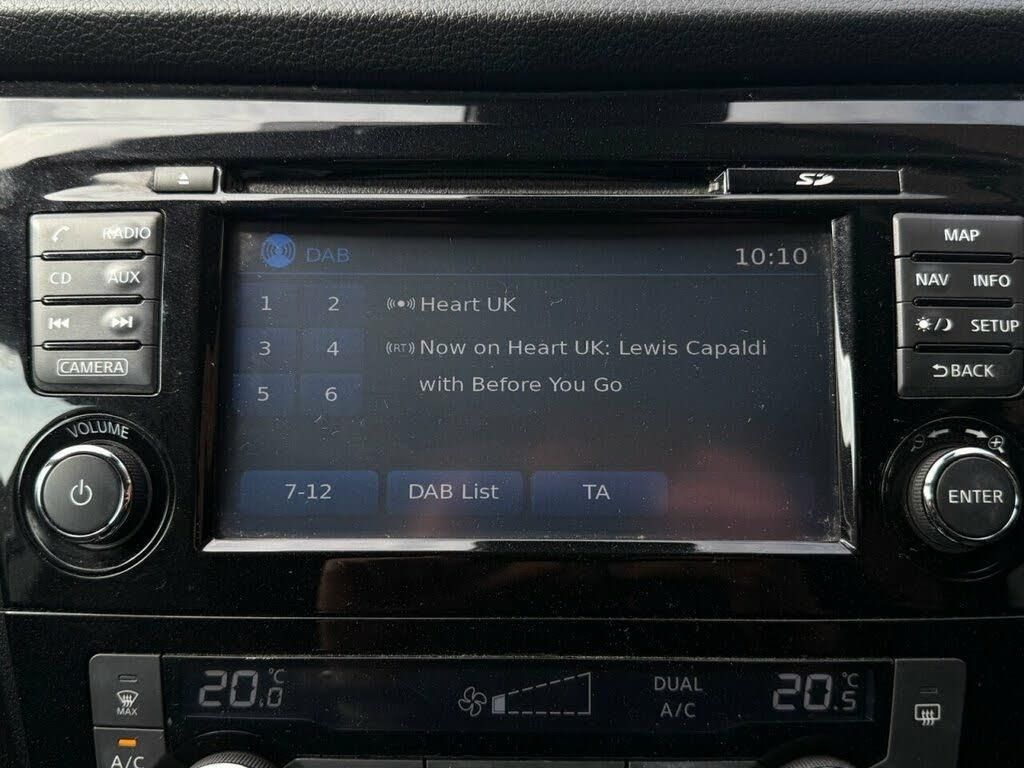 SD
RADIO
CD AUX
CAMERA
VOLUME
DAB 10:10
1 2 Heart UK
3 4 (RT) Now on Heart UK: Lewis Capaldi
with Before You Go
5 6
7-12 DAB List TA
MAP
NAV INFO
SETUP
BACK
ENTER
MAX
A/C
20.0 °C
DUAL
A/C
20.5 °C